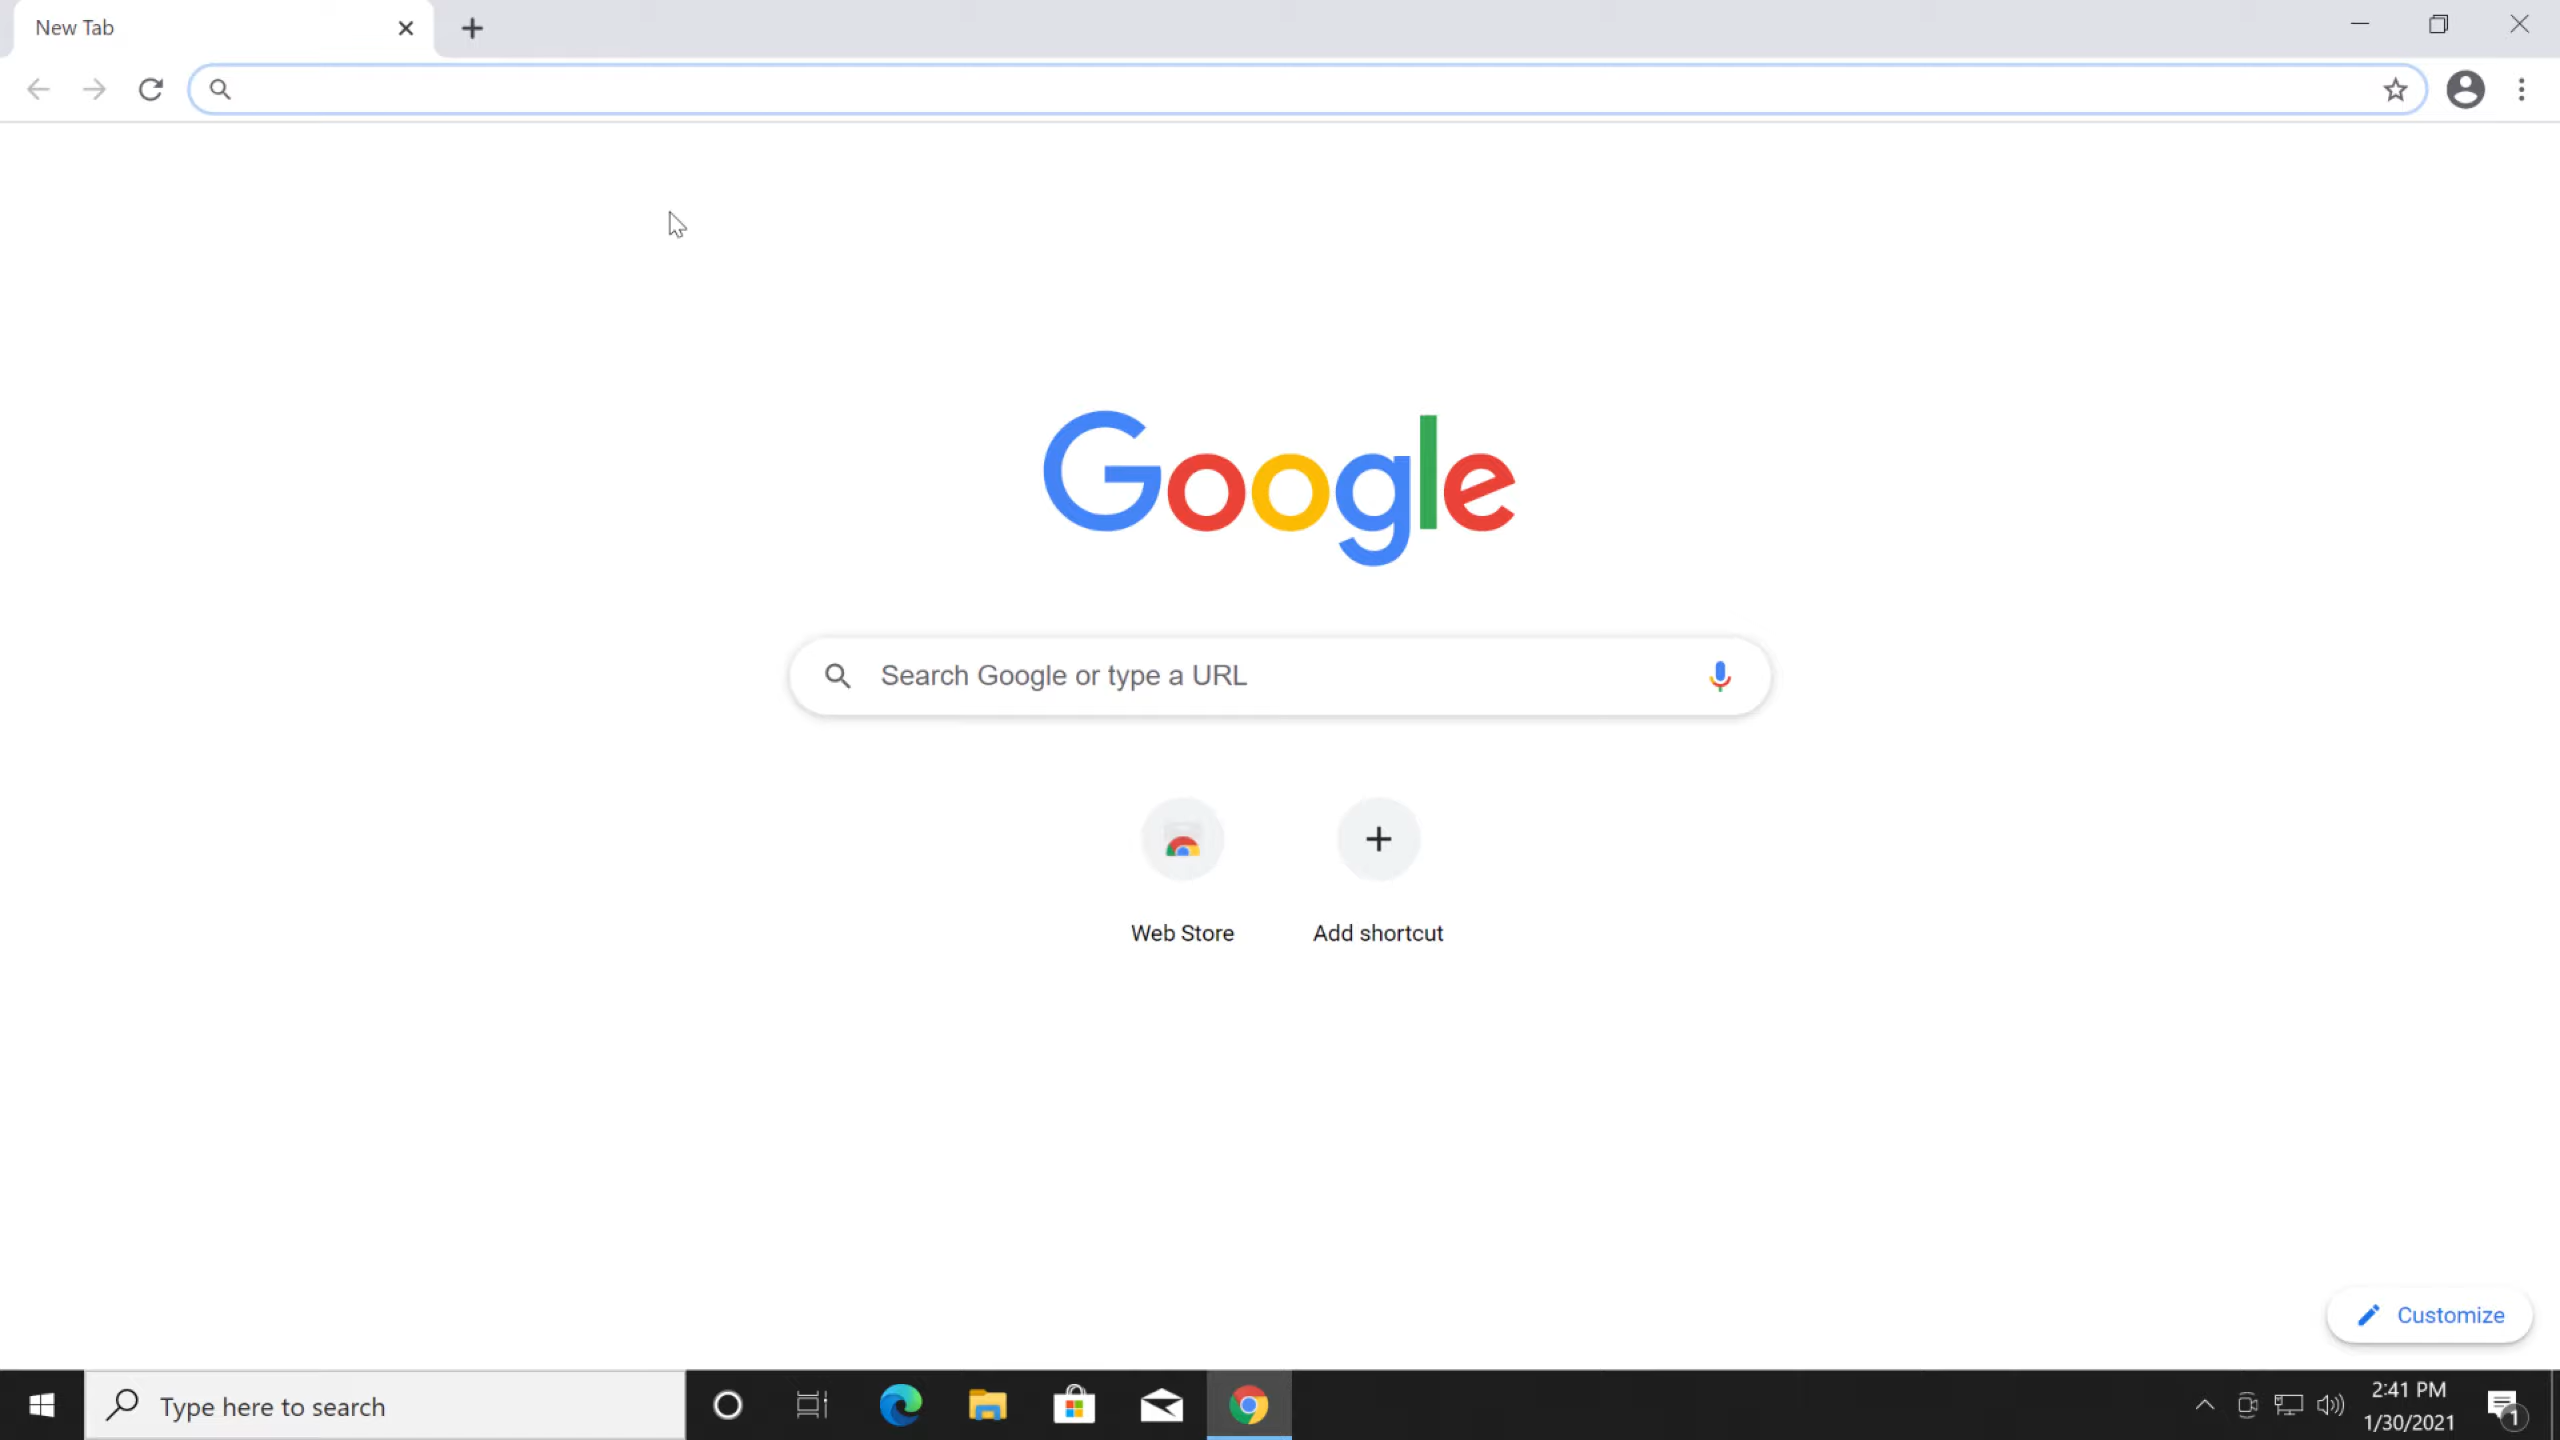 New Tab
Google
Search Google or type a URL
Web Store
Add shortcut
Customize
Type here to search
2:41 PM
1/30/2021
1